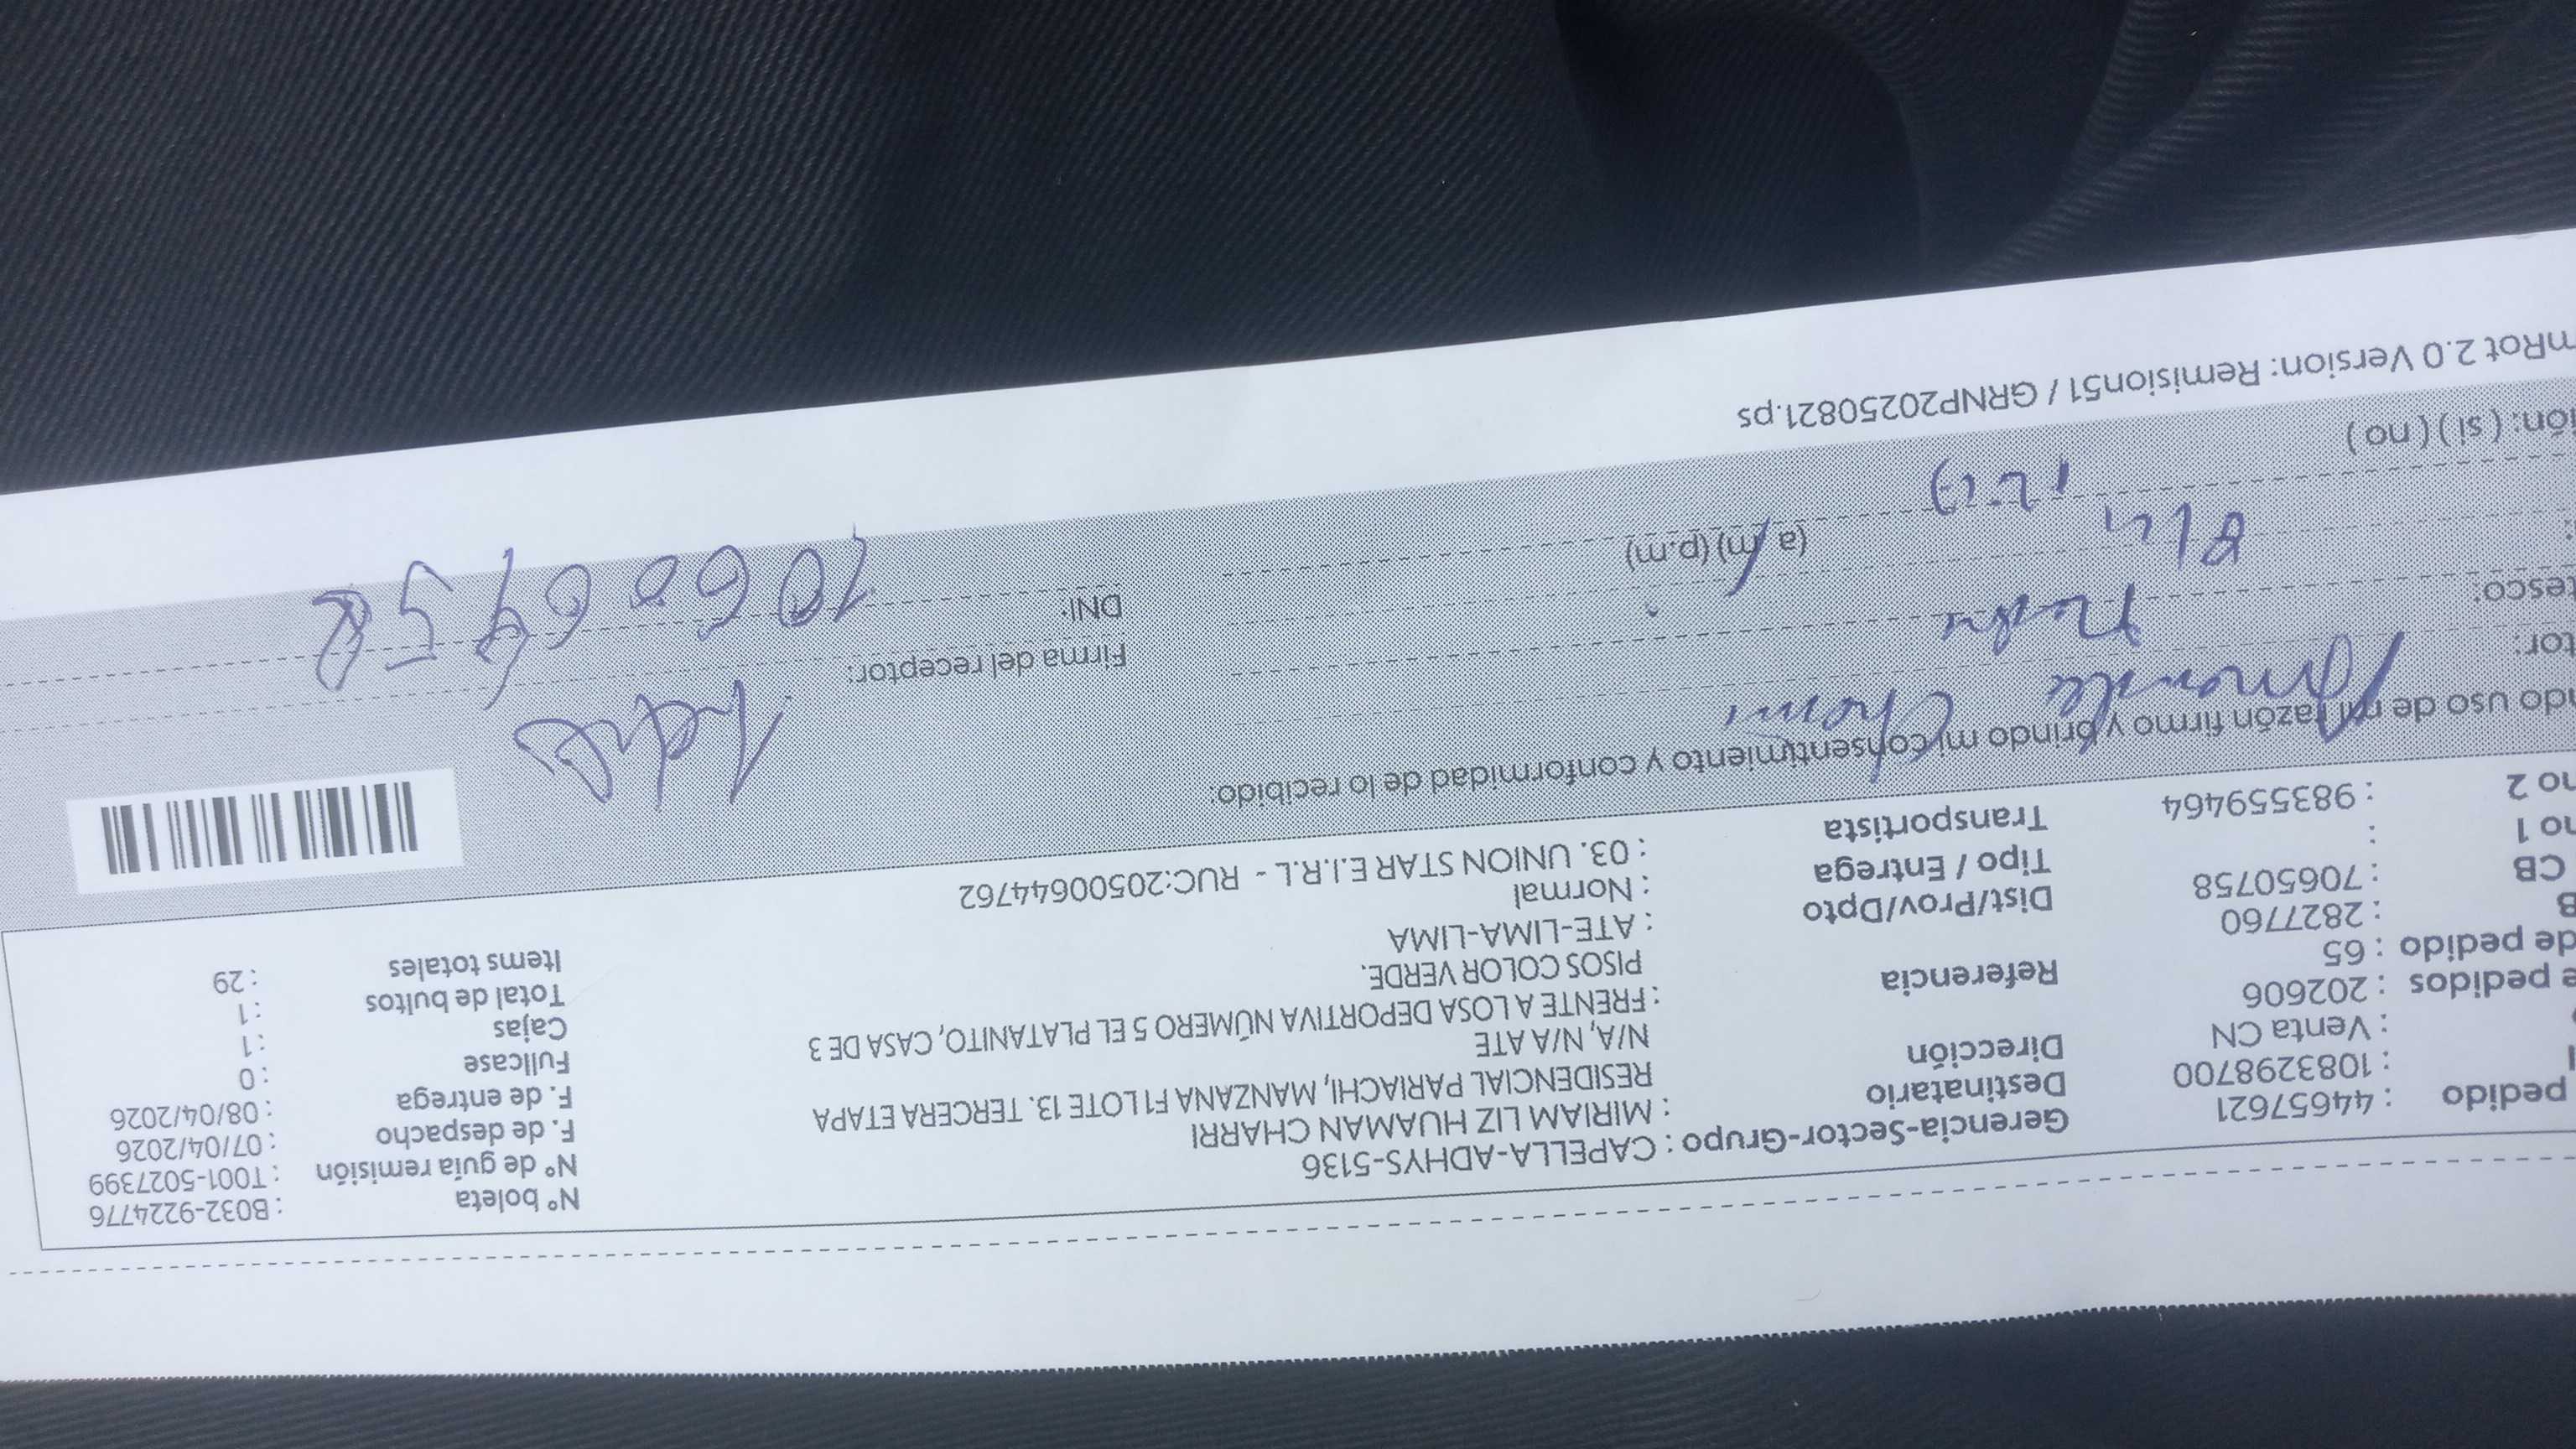 pedido : 44657621
: 1083298700
: Venta CN
e pedidos : 202606
de pedido : 65
B : 2827760
CB : 70650758
no 1 :
no 2 : 983559464
Gerencia-Sector-Grupo : CAPELLA-ADHYS-5136
Destinatario : MIRIAM LIZ HUAMAN CHARRI
Dirección RESIDENCIAL PARIACHI, MANZANA F1 LOTE 13. TERCERA ETAPA
N/A, N/A ATE
Referencia : FRENTE A LOSA DEPORTIVA NÚMERO 5 EL PLATANITO, CASA DE 3
PISOS COLOR VERDE.
Dist/Prov/Dpto : ATE-LIMA-LIMA
Tipo / Entrega : Normal
Transportista : 03. UNION STAR E.I.R.L - RUC:20500644762
Nº boleta : B032-9224776
Nº de guía remisión : T001-5027399
F. de despacho : 07/04/2026
F. de entrega : 08/04/2026
Fullcase : 0
Cajas : 1
Total de bultos : 1
Items totales : 29
ndo uso de mi razón firmo y brindo mi consentimiento y conformidad de lo recibido:
tor:
tesco: Madre
:
(a.m) (p.m)
ión: ( si ) ( no )
Firma del receptor:
DNI:
mRot 2.0 Version: Remision51 / GRNP20250821.ps